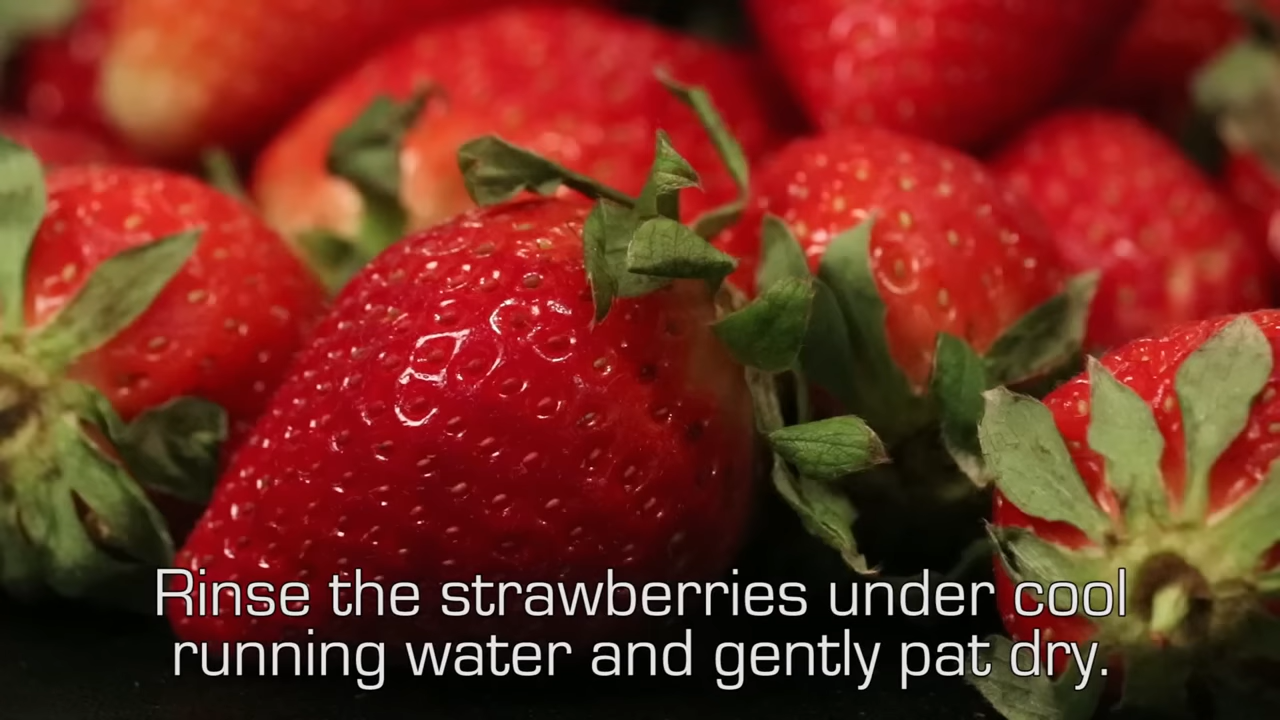 Rinse the strawberries under cool
running water and gently pat dry.